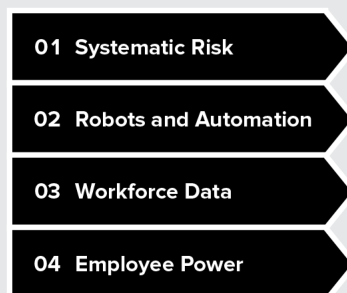 01 Systematic Risk
02 Robots and Automation
03 Workforce Data
04 Employee Power